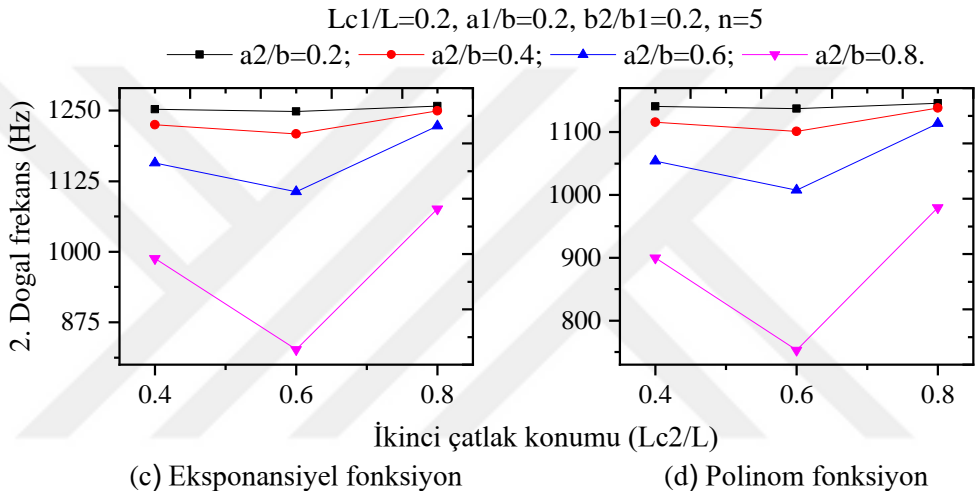 Lc1/L=0.2, a1/b=0.2, b2/b1=0.2, n=5
a2/b=0.2; a2/b=0.4; a2/b=0.6; a2/b=0.8.
2. Dogal frekans (Hz)
1250
1125
1000
875
0.4 0.6 0.8
1100
1000
900
800
0.4 0.6 0.8
İkinci çatlak konumu (Lc2/L)
(c) Eksponansiyel fonksiyon (d) Polinom fonksiyon